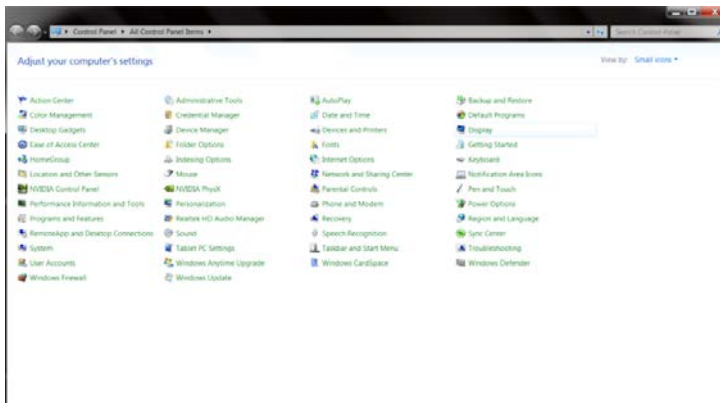 Control Panel ▸ All Control Panel Items ▸
Search Control Panel
Adjust your computer's settings
View by: Small icons
Action Center
Administrative Tools
AutoPlay
Backup and Restore
Color Management
Credential Manager
Date and Time
Default Programs
Desktop Gadgets
Device Manager
Devices and Printers
Display
Ease of Access Center
Folder Options
Fonts
Getting Started
HomeGroup
Indexing Options
Internet Options
Keyboard
Location and Other Sensors
Mouse
Network and Sharing Center
Notification Area Icons
NVIDIA Control Panel
NVIDIA PhysX
Parental Controls
Pen and Touch
Performance Information and Tools
Personalization
Phone and Modem
Power Options
Programs and Features
Realtek HD Audio Manager
Recovery
Region and Language
RemoteApp and Desktop Connections
Sound
Speech Recognition
Sync Center
System
Tablet PC Settings
Taskbar and Start Menu
Troubleshooting
User Accounts
Windows Anytime Upgrade
Windows CardSpace
Windows Defender
Windows Firewall
Windows Update